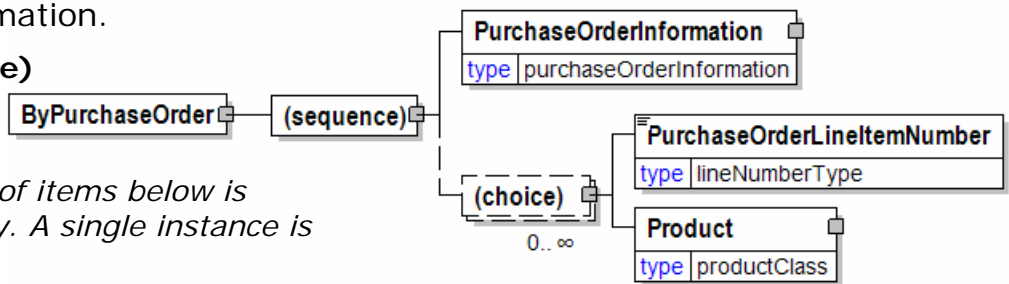 PurchaseOrderInformation
type purchaseOrderInformation
ByPurchaseOrder
(sequence)
PurchaseOrderLineItemNumber
type lineNumberType
of items below is
(choice)
A single instance is
0.. ∞
Product
type productClass